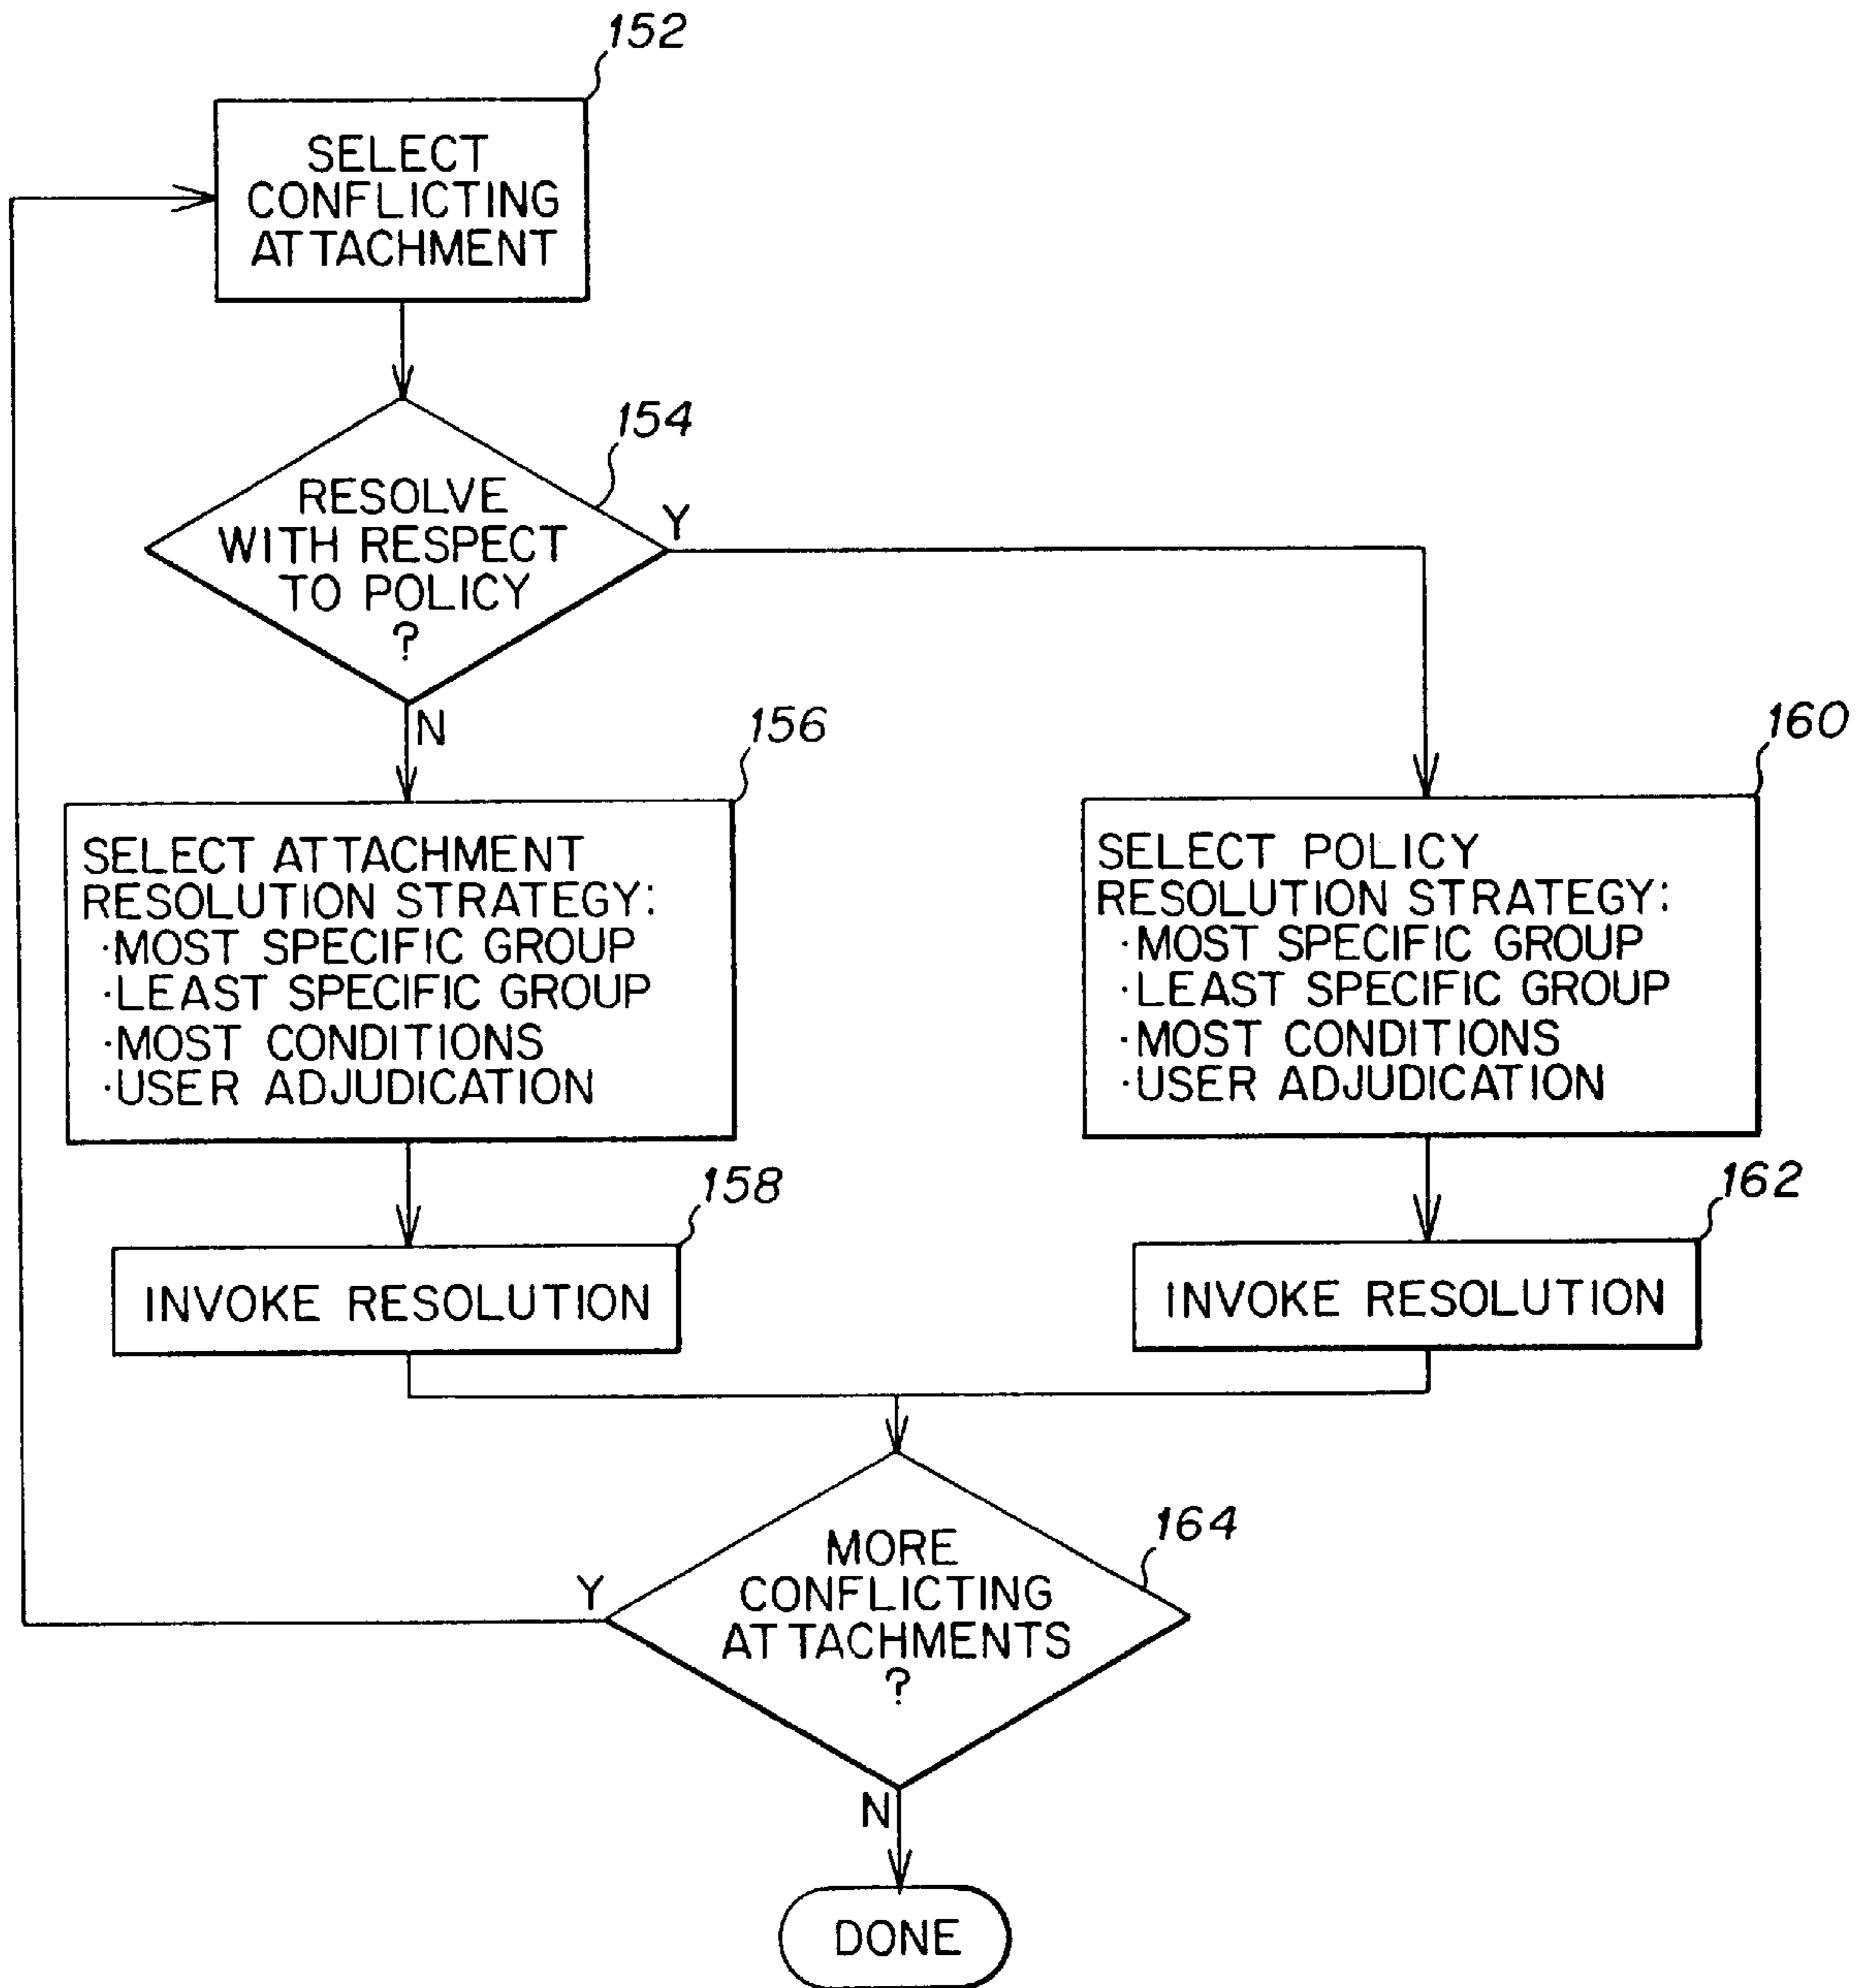 152
SELECT
CONFLICTING
ATTACHMENT
154
RESOLVE
WITH RESPECT
TO POLICY
?
Y
N
156
SELECT ATTACHMENT
RESOLUTION STRATEGY:
·MOST SPECIFIC GROUP
·LEAST SPECIFIC GROUP
·MOST CONDITIONS
·USER ADJUDICATION
160
SELECT POLICY
RESOLUTION STRATEGY:
·MOST SPECIFIC GROUP
·LEAST SPECIFIC GROUP
·MOST CONDITIONS
·USER ADJUDICATION
158
INVOKE RESOLUTION
162
INVOKE RESOLUTION
164
MORE
CONFLICTING
ATTACHMENTS
?
Y
N
DONE